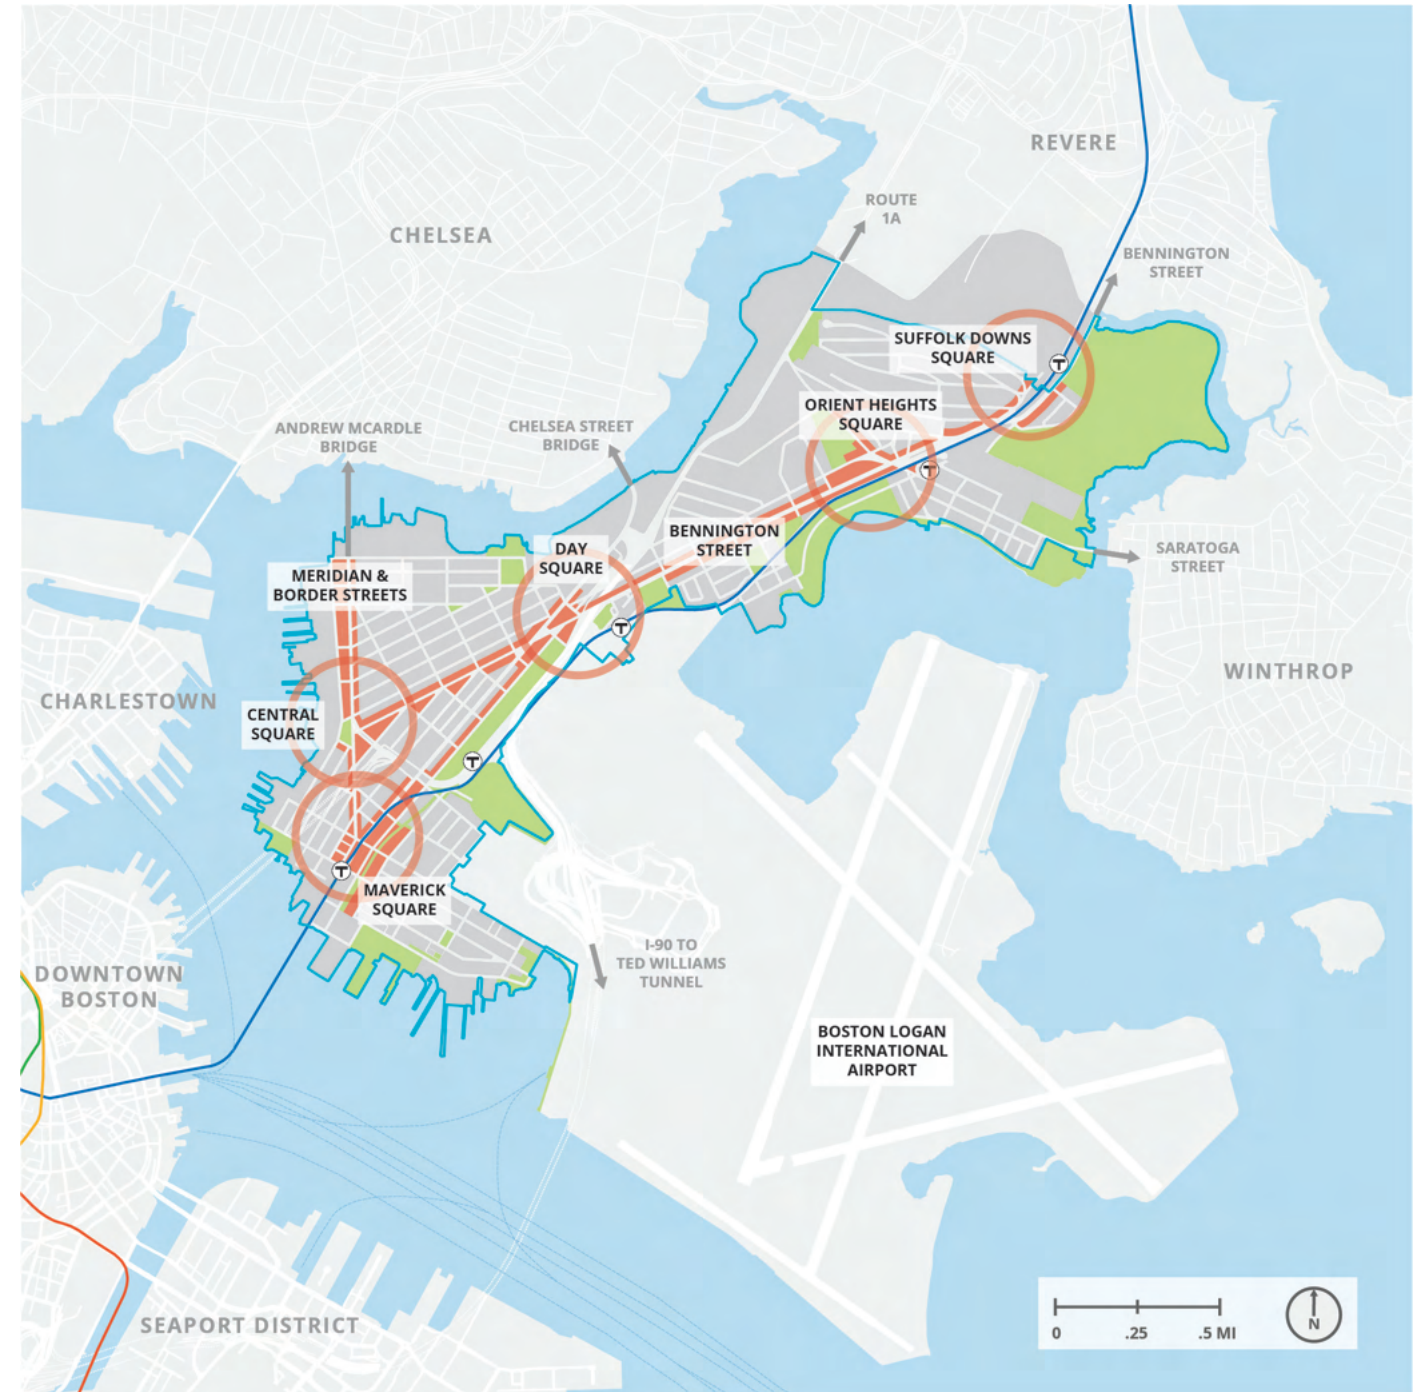 REVERE
ROUTE
1A
CHELSEA
BENNINGTON
STREET
SUFFOLK DOWNS
SQUARE
T
ORIENT HEIGHTS
SQUARE
ANDREW MCARDLE
BRIDGE
CHELSEA STREET
BRIDGE
T
BENNINGTON
STREET
DAY
SQUARE
SARATOGA
STREET
MERIDIAN &
BORDER STREETS
T
WINTHROP
CHARLESTOWN
CENTRAL
SQUARE
T
T
MAVERICK
SQUARE
I-90 TO
TED WILLIAMS
TUNNEL
DOWNTOWN
BOSTON
BOSTON LOGAN
INTERNATIONAL
AIRPORT
SEAPORT DISTRICT
0 .25 .5 MI
N